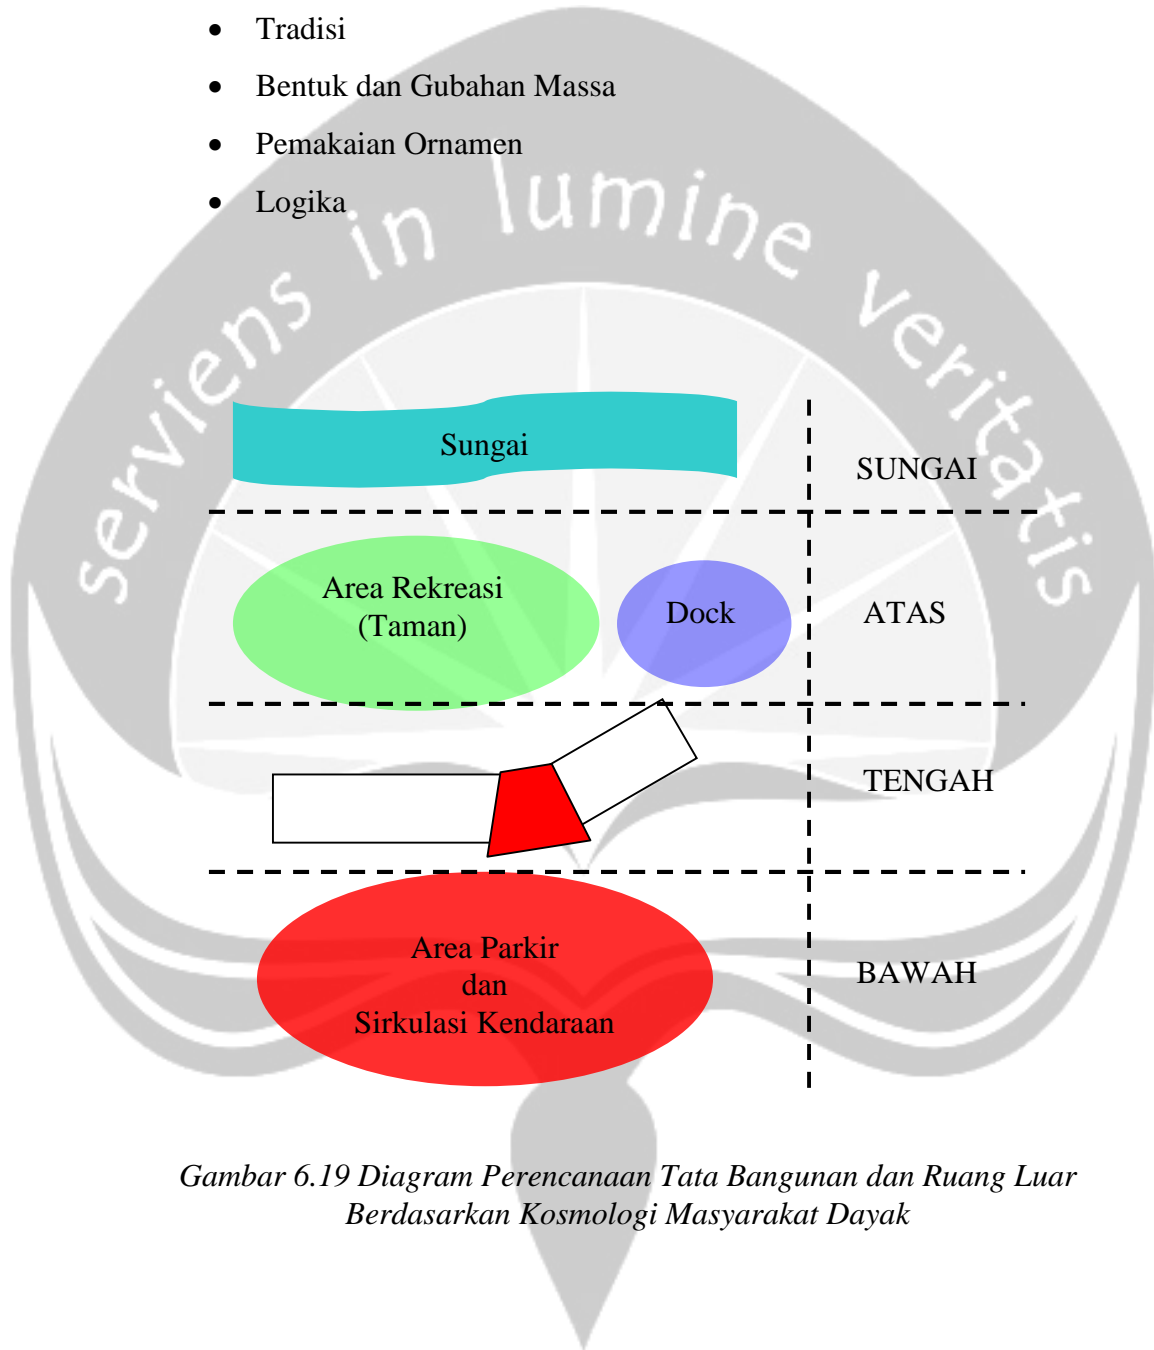 • Tradisi
• Bentuk dan Gubahan Massa
• Pemakaian Ornamen
• Logika
serviens in lumine veritatis
Sungai
SUNGAI
Area Rekreasi
(Taman)
Dock
ATAS
TENGAH
Area Parkir
dan
Sirkulasi Kendaraan
BAWAH
Gambar 6.19 Diagram Perencanaan Tata Bangunan dan Ruang Luar
Berdasarkan Kosmologi Masyarakat Dayak